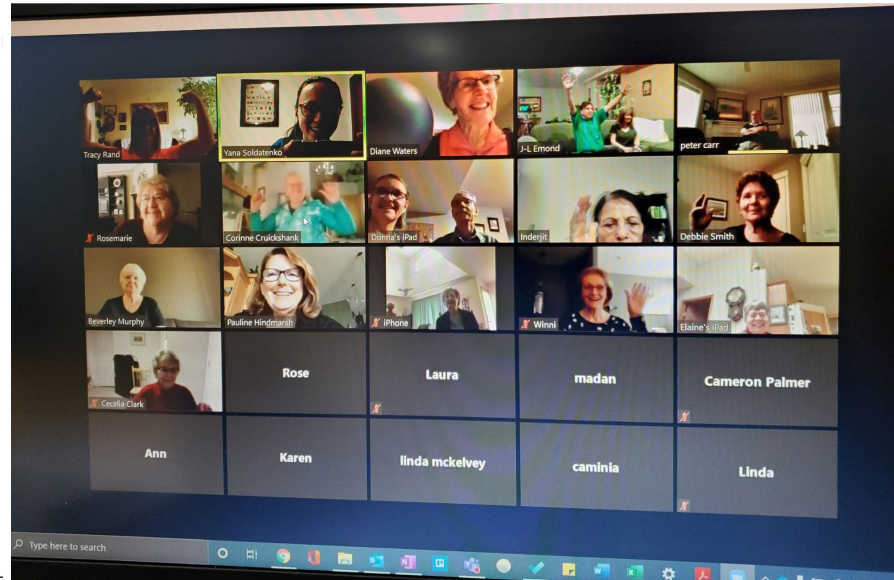 Tracy Rand
Yana Soldatenko
Diane Waters
J-L Emond
peter carr
Rosemarie
Corinne Cruickshank
Donna's iPad
Inderjit
Debbie Smith
Beverley Murphy
Pauline Hindmarsh
iPhone
Winni
Elaine's iPad
Cecelia Clark
Rose
Laura
madan
Cameron Palmer
Ann
Karen
linda mckelvey
caminia
Linda
Type here to search